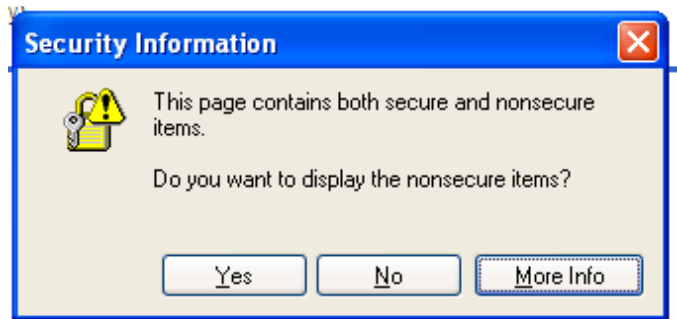 Security Information
This page contains both secure and nonsecure
items.
Do you want to display the nonsecure items?
Yes
No
More Info